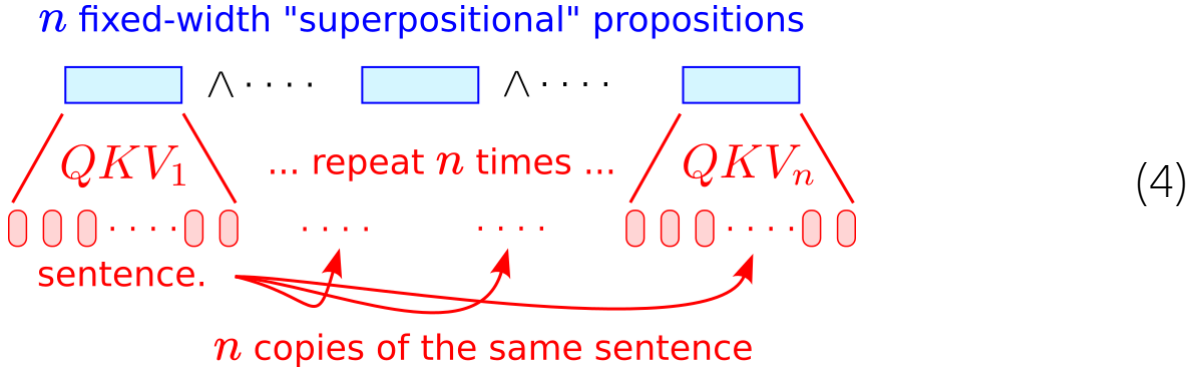 n fixed-width "superpositional" propositions
∧ · · · · ∧ · · · ·
QKV₁ ... repeat n times ... QKVₙ
(4)
· · · · · · · · · · · · · · · ·
sentence.
n copies of the same sentence